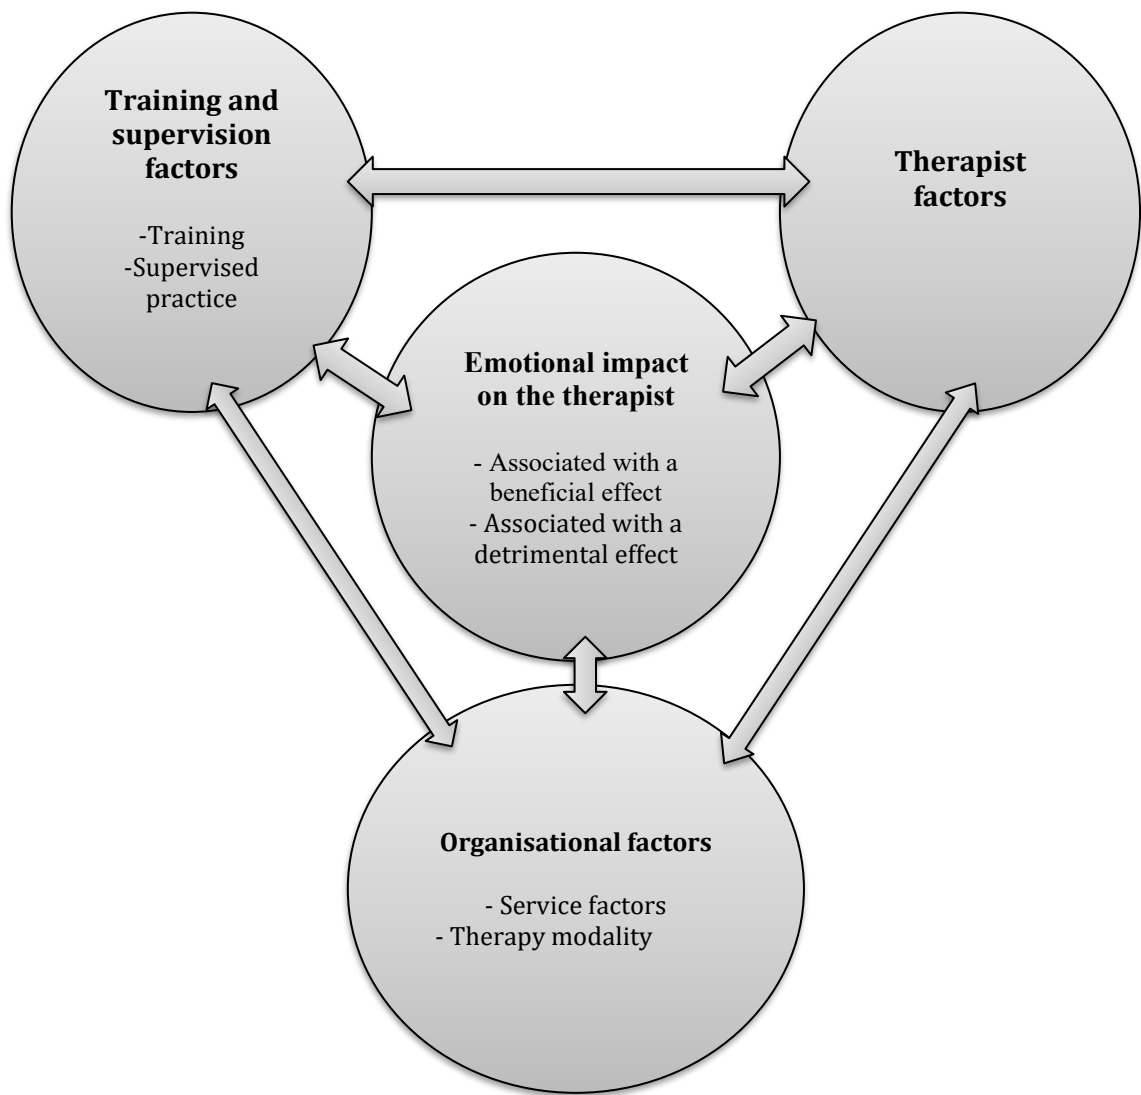 Training and
supervision
factors
-Training
-Supervised
practice
Therapist
factors
Emotional impact
on the therapist
- Associated with a
beneficial effect
- Associated with a
detrimental effect
Organisational factors
- Service factors
- Therapy modality